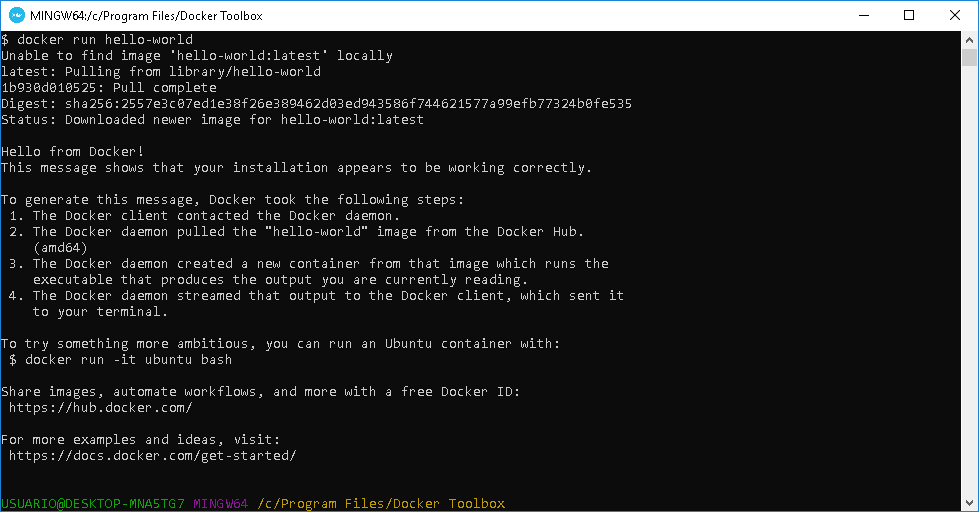 MINGW64:/c/Program Files/Docker Toolbox
$ docker run hello-world
Unable to find image 'hello-world:latest' locally
latest: Pulling from library/hello-world
1b930d010525: Pull complete
Digest: sha256:2557e3c07ed1e38f26e389462d03ed943586f744621577a99efb77324b0fe535
Status: Downloaded newer image for hello-world:latest
Hello from Docker!
This message shows that your installation appears to be working correctly.
To generate this message, Docker took the following steps:
1. The Docker client contacted the Docker daemon.
2. The Docker daemon pulled the "hello-world" image from the Docker Hub.
(amd64)
3. The Docker daemon created a new container from that image which runs the
executable that produces the output you are currently reading.
4. The Docker daemon streamed that output to the Docker client, which sent it
to your terminal.
To try something more ambitious, you can run an Ubuntu container with:
$ docker run -it ubuntu bash
Share images, automate workflows, and more with a free Docker ID:
https://hub.docker.com/
For more examples and ideas, visit:
https://docs.docker.com/get-started/
USUARIO@DESKTOP-MNA5TG7 MINGW64 /c/Program Files/Docker Toolbox